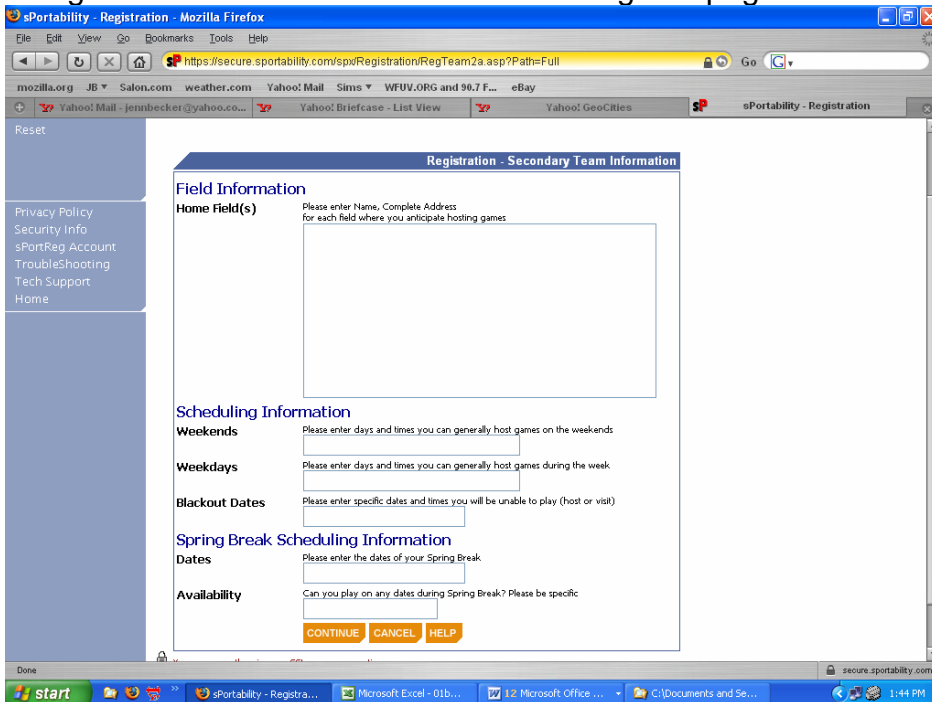 sPortability - Registration - Mozilla Firefox
File Edit View Go Bookmarks Tools Help
https://secure.sportability.com/spx/Registration/RegTeam2a.asp?Path=Full
Go
G
mozilla.org JB Salon.com weather.com Yahoo! Mail Sims WFUV.ORG and 90.7 F... eBay
Yahoo! Mail - jennbecker@yahoo.co... Yahoo! Briefcase - List View Yahoo! GeoCities sP sPortability - Registration
Reset
Registration - Secondary Team Information
Field Information
Home Field(s) Please enter Name, Complete Address
for each field where you anticipate hosting games
Privacy Policy
Security Info
sPortReg Account
TroubleShooting
Tech Support
Home
Scheduling Information
Weekends Please enter days and times you can generally host games on the weekends
Weekdays Please enter days and times you can generally host games during the week
Blackout Dates Please enter specific dates and times you will be unable to play (host or visit)
Spring Break Scheduling Information
Dates Please enter the dates of your Spring Break
Availability Can you play on any dates during Spring Break? Please be specific
CONTINUE CANCEL HELP
Done secure.sportability.com
start sPortability - Registra... Microsoft Excel - 01b... 12 Microsoft Office ... C:\Documents and Se... 1:44 PM